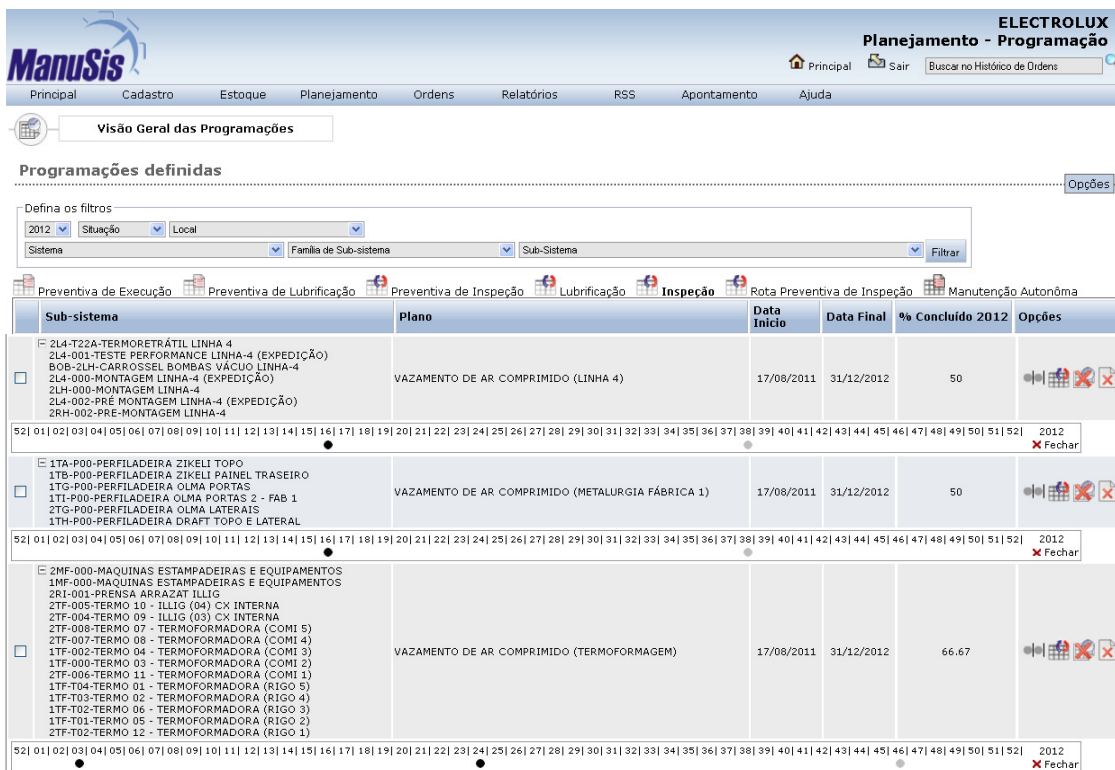 ELECTROLUX
ManuSis
Planejamento - Programação
Principal Sair Buscar no Histórico de Ordens
Principal Cadastro Estoque Planejamento Ordens Relatórios RSS Apontamento Ajuda
Visão Geral das Programações
Programações definidas
Opções
Defina os filtros
2012 Situação Local
Sistema Família de Sub-sistema Sub-Sistema Filtrar
Preventiva de Execução Preventiva de Lubrificação Preventiva de Inspeção Lubrificação Inspeção Rota Preventiva de Inspeção Manutenção Autonôma
Sub-sistema Plano Data Inicio Data Final % Concluído 2012 Opções
2L4-T22A-TERMORETRÁTIL LINHA 4
2L4-001-TESTE PERFORMANCE LINHA-4 (EXPEDIÇÃO)
BOB-2LH-CARROSSEL BOMBAS VÁCUO LINHA-4
2L4-000-MONTAGEM LINHA-4 (EXPEDIÇÃO)
2LH-000-MONTAGEM LINHA-4
2L4-002-PRÉ MONTAGEM LINHA-4 (EXPEDIÇÃO)
2RH-002-PRE-MONTAGEM LINHA-4
VAZAMENTO DE AR COMPRIMIDO (LINHA 4) 17/08/2011 31/12/2012 50
52| 01| 02| 03| 04| 05| 06| 07| 08| 09| 10| 11| 12| 13| 14| 15| 16| 17| 18| 19| 20| 21| 22| 23| 24| 25| 26| 27| 28| 29| 30| 31| 32| 33| 34| 35| 36| 37| 38| 39| 40| 41| 42| 43| 44| 45| 46| 47| 48| 49| 50| 51| 52| 2012
Fechar
1TA-P00-PERFILADEIRA ZIKELI TOPO
1TB-P00-PERFILADEIRA ZIKELI PAINEL TRASEIRO
1TG-P00-PERFILADEIRA OLMA PORTAS
1TI-P00-PERFILADEIRA OLMA PORTAS 2 - FAB 1
2TG-P00-PERFILADEIRA OLMA LATERAIS
1TH-P00-PERFILADEIRA DRAFT TOPO E LATERAL
VAZAMENTO DE AR COMPRIMIDO (METALURGIA FÁBRICA 1) 17/08/2011 31/12/2012 50
52| 01| 02| 03| 04| 05| 06| 07| 08| 09| 10| 11| 12| 13| 14| 15| 16| 17| 18| 19| 20| 21| 22| 23| 24| 25| 26| 27| 28| 29| 30| 31| 32| 33| 34| 35| 36| 37| 38| 39| 40| 41| 42| 43| 44| 45| 46| 47| 48| 49| 50| 51| 52| 2012
Fechar
2MF-000-MAQUINAS ESTAMPADEIRAS E EQUIPAMENTOS
1MF-000-MAQUINAS ESTAMPADEIRAS E EQUIPAMENTOS
2RI-001-PRENSA ARRAZAT ILLIG
2TF-005-TERMO 10 - ILLIG (04) CX INTERNA
2TF-004-TERMO 09 - ILLIG (03) CX INTERNA
2TF-008-TERMO 07 - TERMOFORMADORA (COMI 5)
2TF-007-TERMO 08 - TERMOFORMADORA (COMI 4)
1TF-002-TERMO 04 - TERMOFORMADORA (COMI 3)
1TF-000-TERMO 03 - TERMOFORMADORA (COMI 2)
2TF-006-TERMO 11 - TERMOFORMADORA (COMI 1)
1TF-T04-TERMO 01 - TERMOFORMADORA (RIGO 5)
1TF-T03-TERMO 02 - TERMOFORMADORA (RIGO 4)
1TF-T02-TERMO 06 - TERMOFORMADORA (RIGO 3)
1TF-T01-TERMO 05 - TERMOFORMADORA (RIGO 2)
2TF-T02-TERMO 12 - TERMOFORMADORA (RIGO 1)
VAZAMENTO DE AR COMPRIMIDO (TERMOFORMAGEM) 17/08/2011 31/12/2012 66.67
52| 01| 02| 03| 04| 05| 06| 07| 08| 09| 10| 11| 12| 13| 14| 15| 16| 17| 18| 19| 20| 21| 22| 23| 24| 25| 26| 27| 28| 29| 30| 31| 32| 33| 34| 35| 36| 37| 38| 39| 40| 41| 42| 43| 44| 45| 46| 47| 48| 49| 50| 51| 52| 2012
Fechar